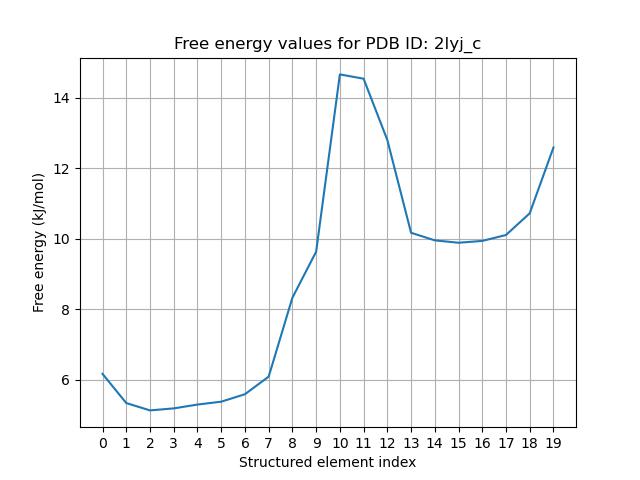 Free energy values for PDB ID: 2lyj_c
Free energy (kJ/mol)
14
12
10
8
6
0 1 2 3 4 5 6 7 8 9 10 11 12 13 14 15 16 17 18 19
Structured element index